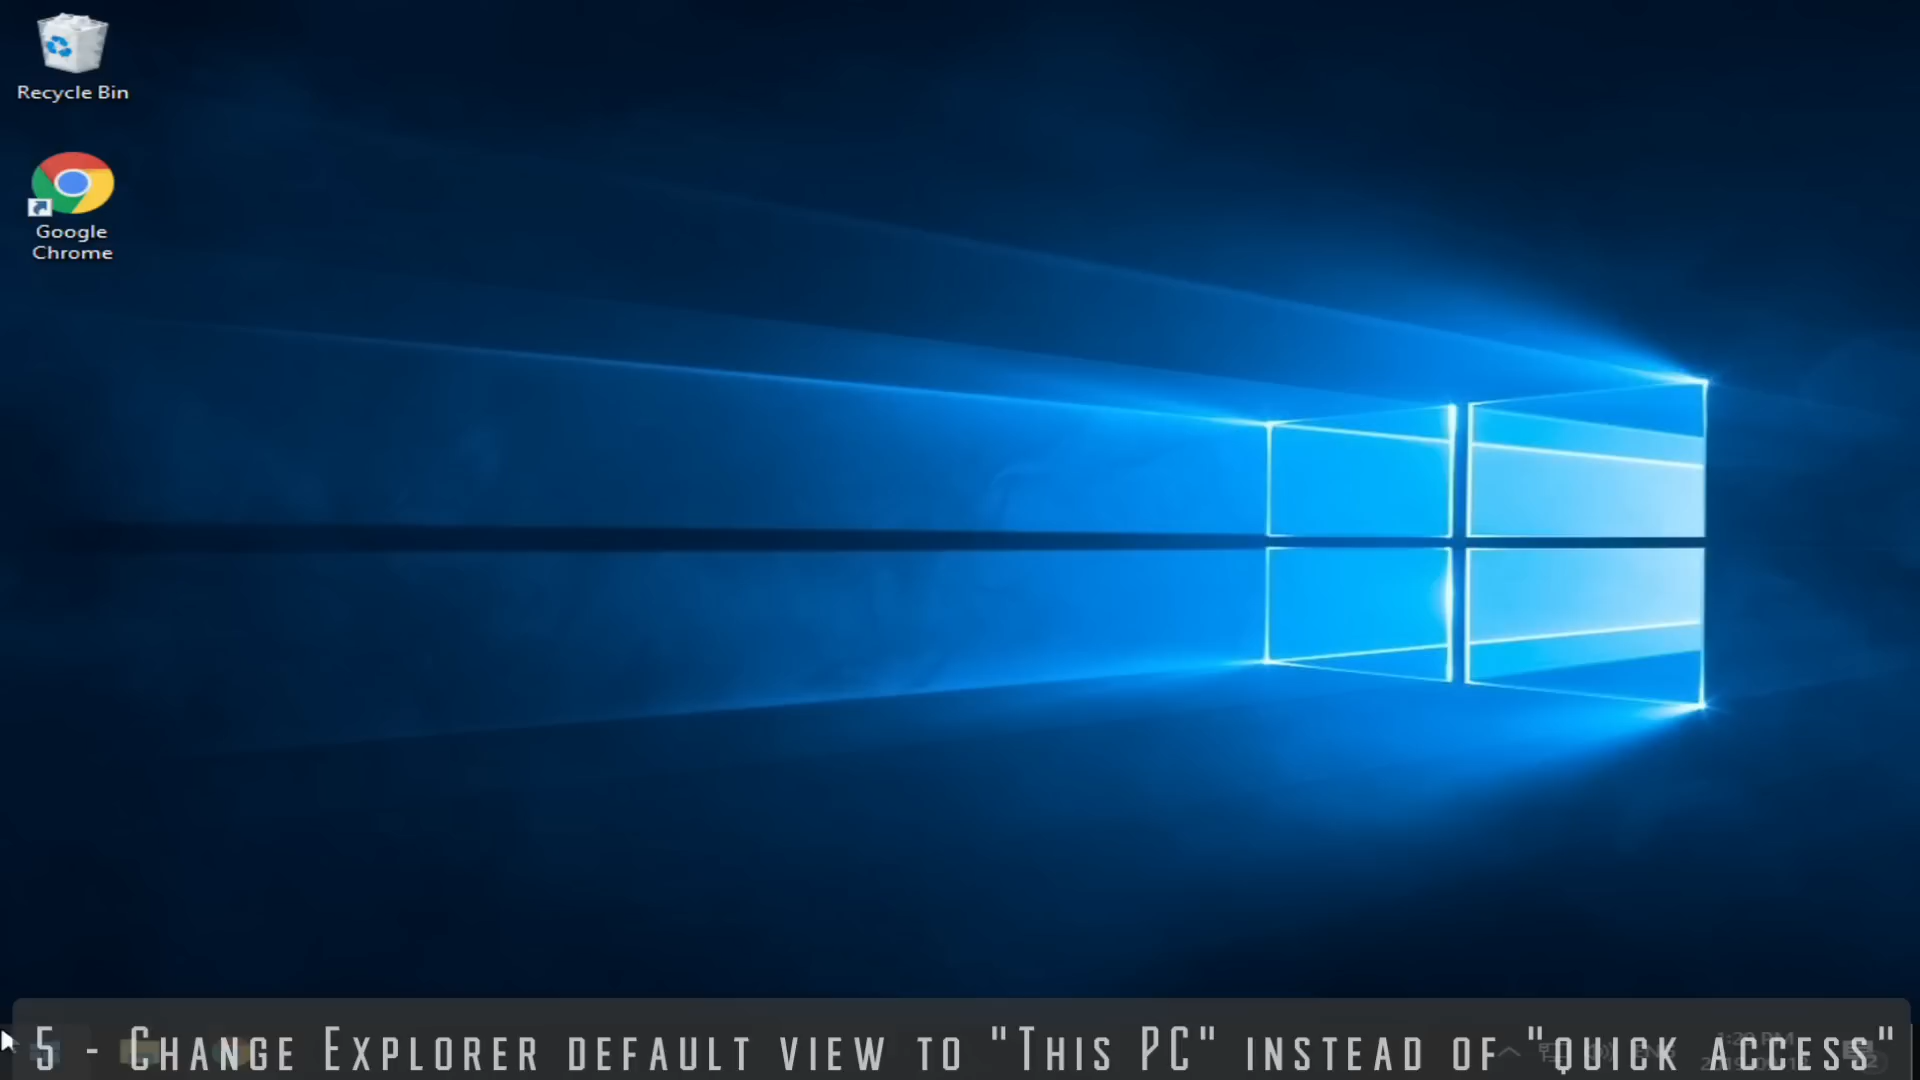 Recycle Bin
Google
Chrome
5 - Change Explorer default view to "This PC" instead of "quick access"